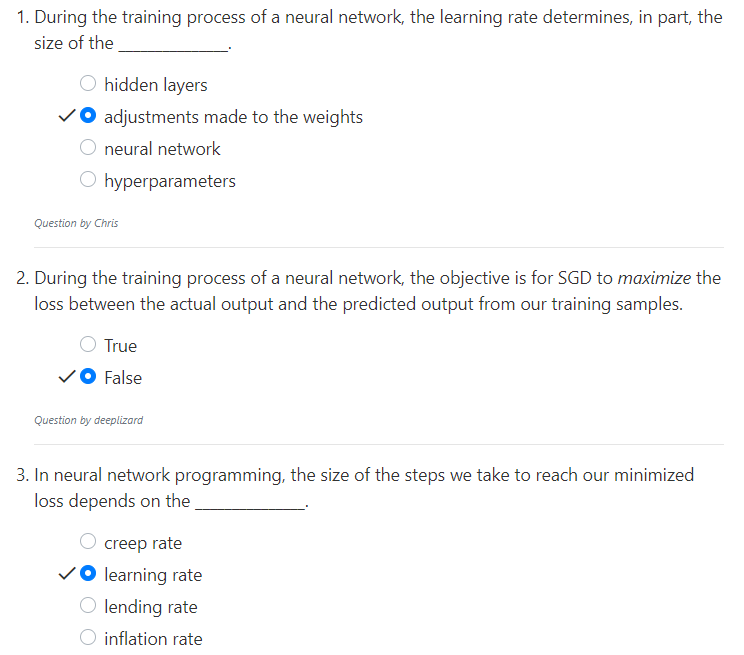 1. During the training process of a neural network, the learning rate determines, in part, the
size of the ______________.
hidden layers
adjustments made to the weights
neural network
hyperparameters
Question by Chris
2. During the training process of a neural network, the objective is for SGD to maximize the
loss between the actual output and the predicted output from our training samples.
True
False
Question by deeplizard
3. In neural network programming, the size of the steps we take to reach our minimized
loss depends on the ______________.
creep rate
learning rate
lending rate
inflation rate